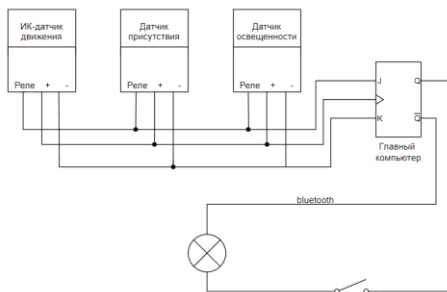 ИК-датчик
движения
Датчик
присутствия
Датчик
освещенности
Реле + -
Реле + -
Реле + -
J Q
K Q̅
Главный
компьютер
bluetooth